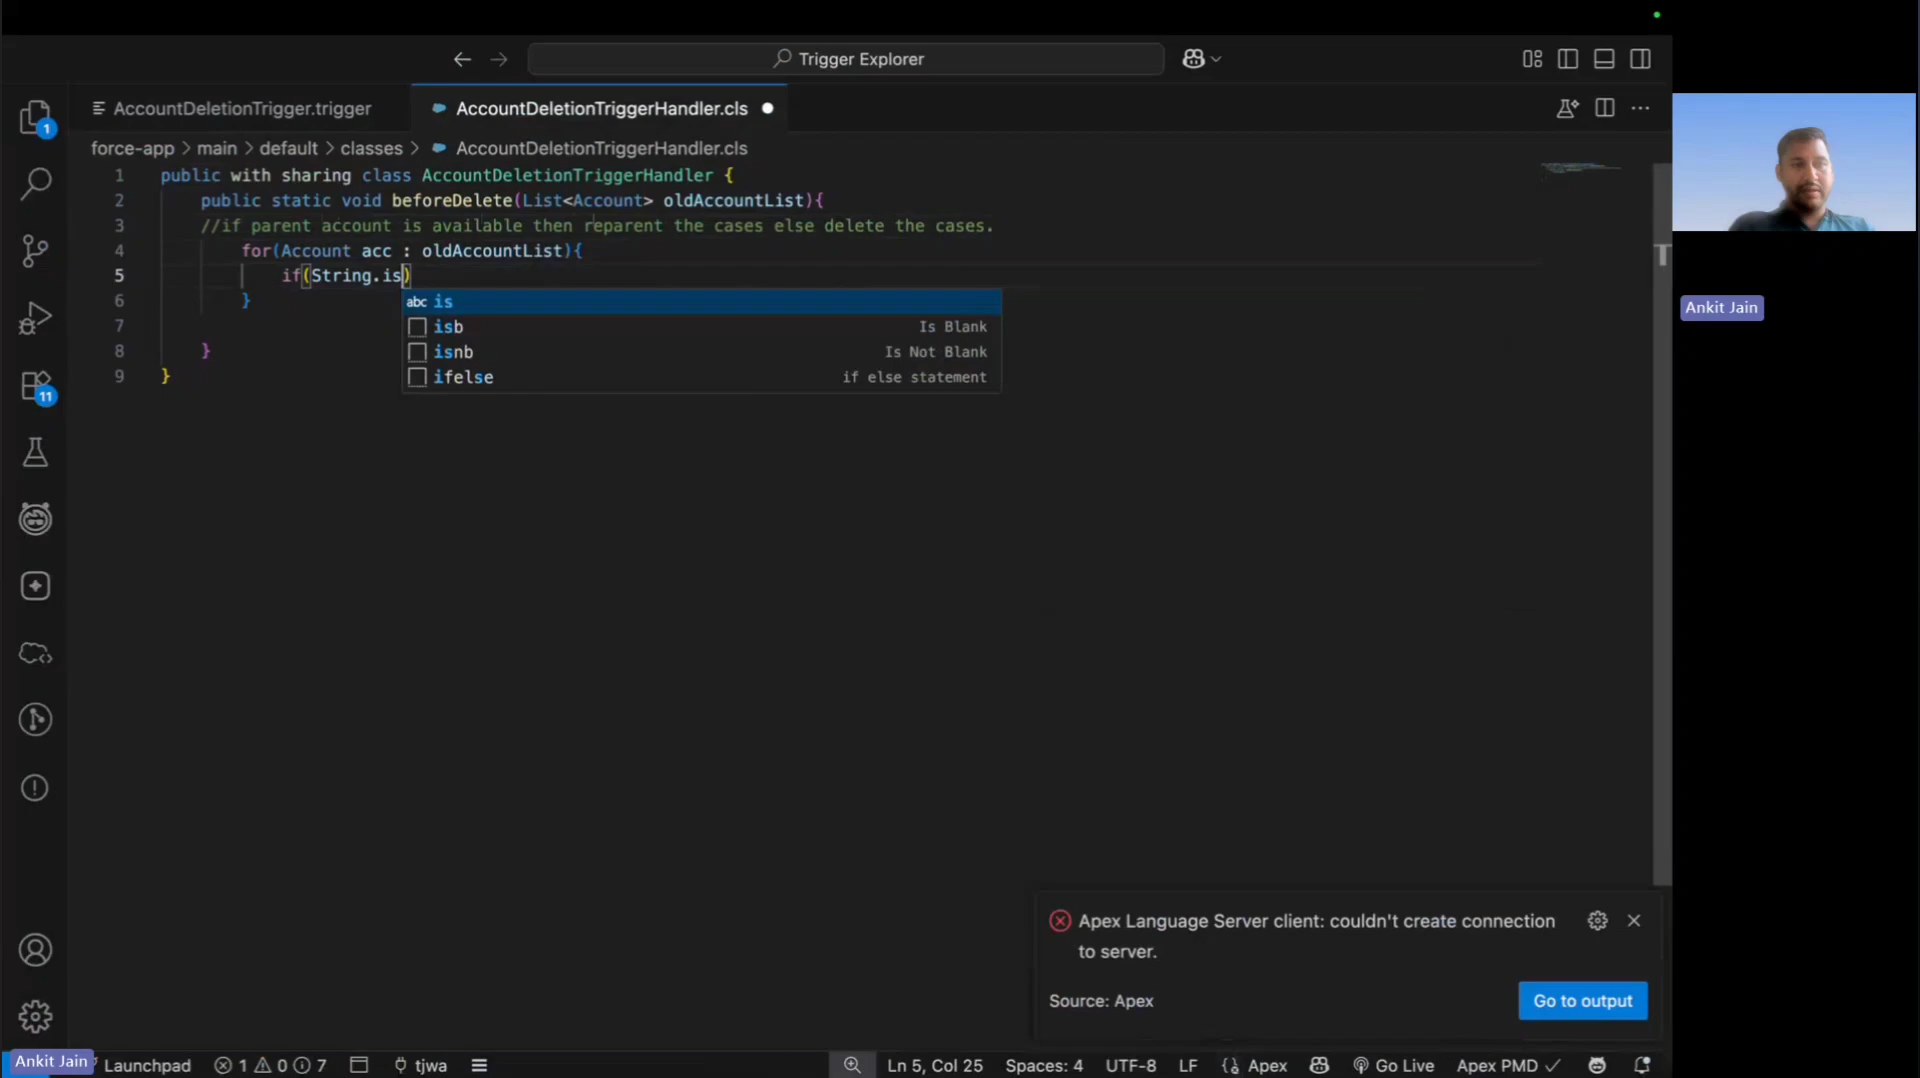 Trigger Explorer
AccountDeletionTrigger.trigger
AccountDeletionTriggerHandler.cls
force-app > main > default > classes > AccountDeletionTriggerHandler.cls
1 public with sharing class AccountDeletionTriggerHandler {
2 public static void beforeDelete(List<Account> oldAccountList){
3 //if parent account is available then reparent the cases else delete the cases.
4 for(Account acc : oldAccountList){
5 if(String.is)
6 }
7
8 }
9 }
abc is
isb Is Blank
isnb Is Not Blank
ifelse if else statement
1
11
Ankit Jain
Apex Language Server client: couldn't create connection
to server.
Source: Apex
Go to output
Ankit Jain
Launchpad 1 0 7 tjwa Ln 5, Col 25 Spaces: 4 UTF-8 LF {} Apex Go Live Apex PMD